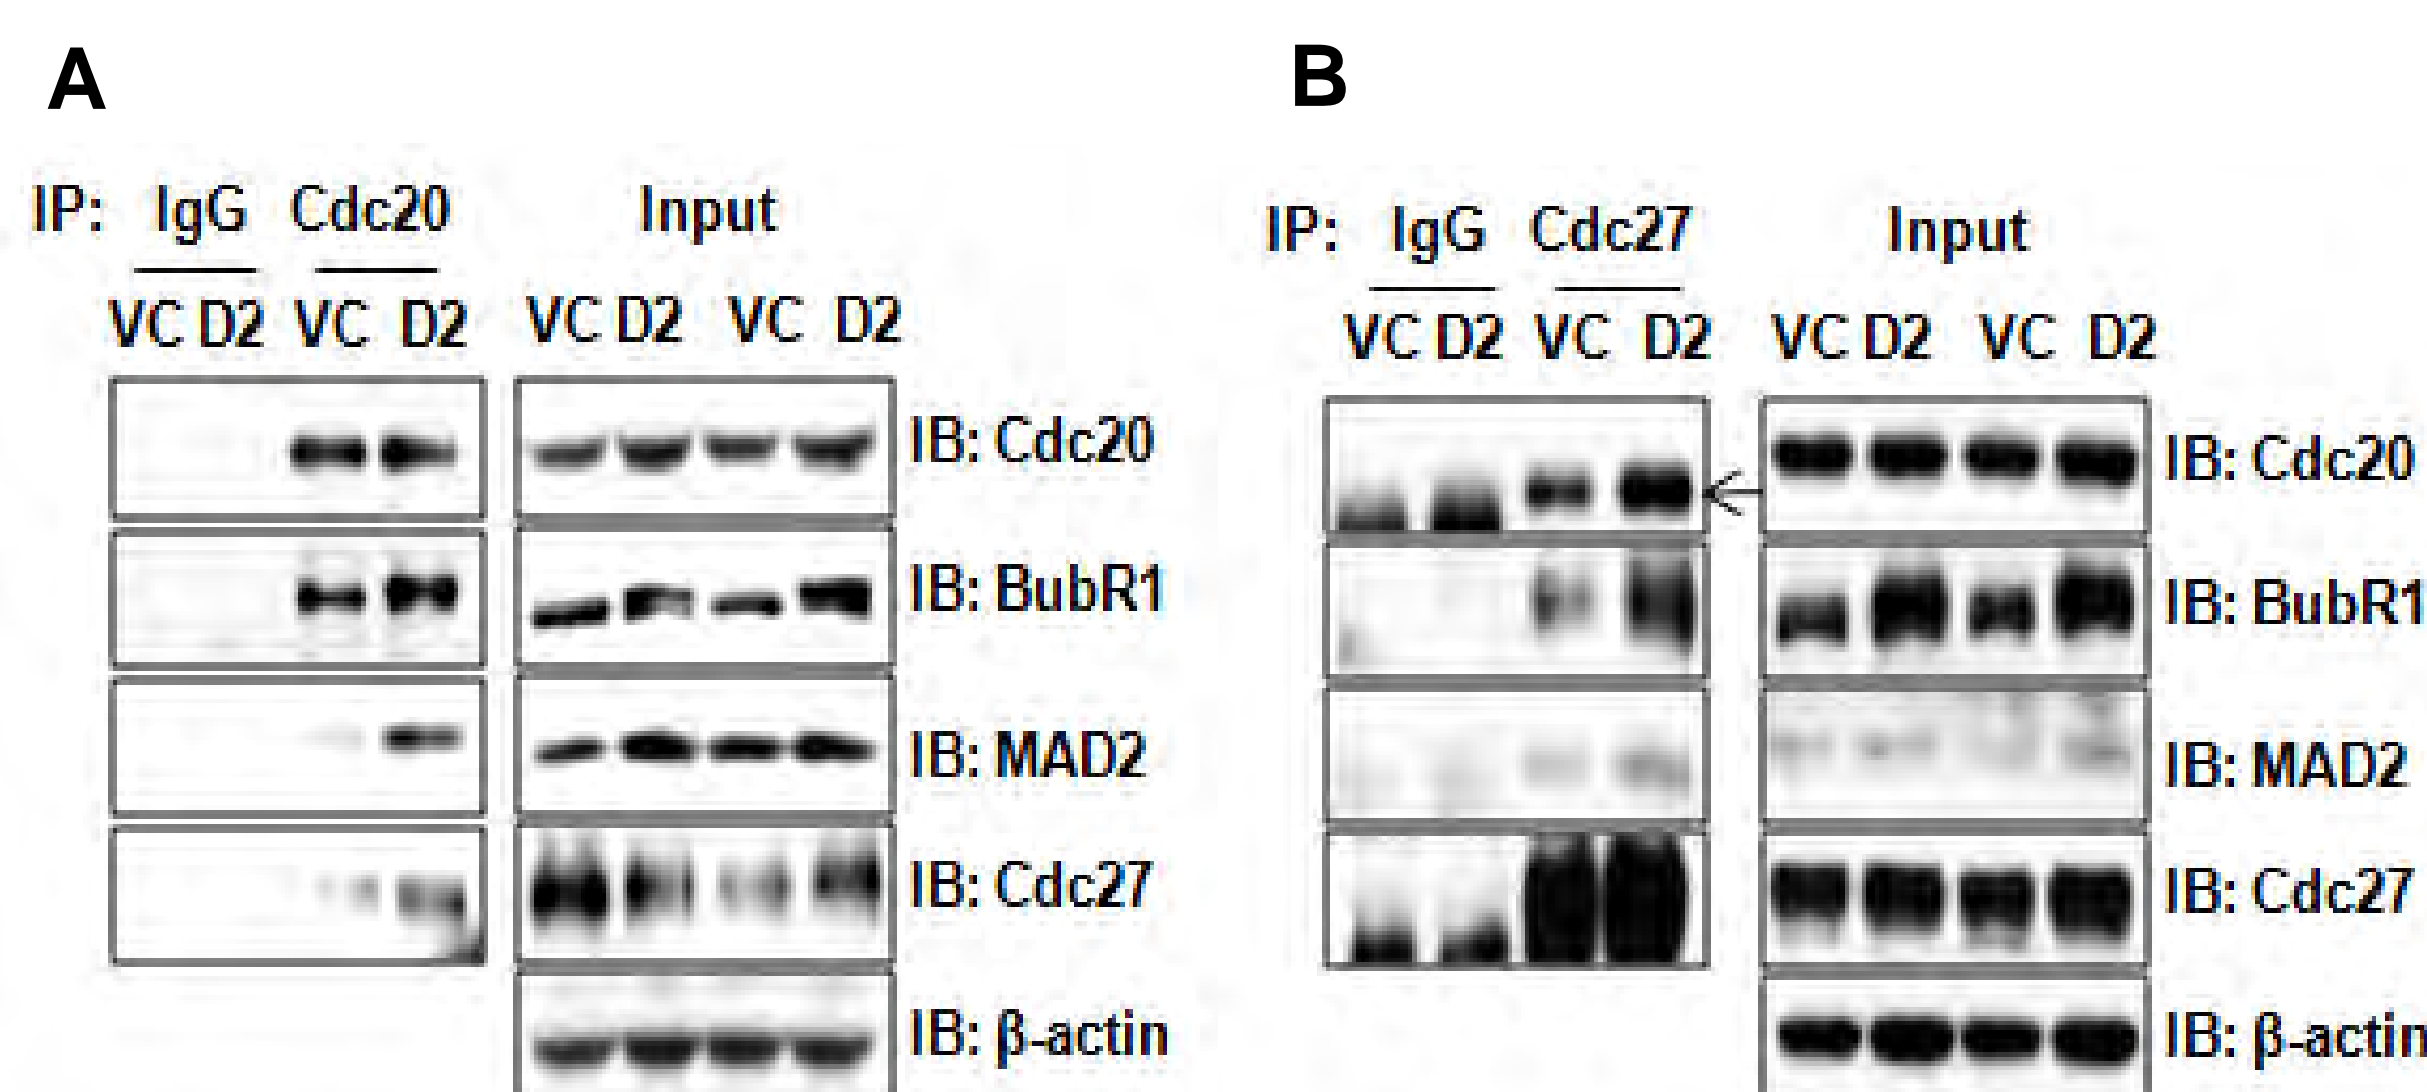 A
IP: IgG Cdc20 Input
VC D2 VC D2 VC D2 VC D2
IB: Cdc20
IB: BubR1
IB: MAD2
IB: Cdc27
IB: β-actin
B
IP: IgG Cdc27 Input
VC D2 VC D2 VC D2 VC D2
IB: Cdc20
IB: BubR1
IB: MAD2
IB: Cdc27
IB: β-actin